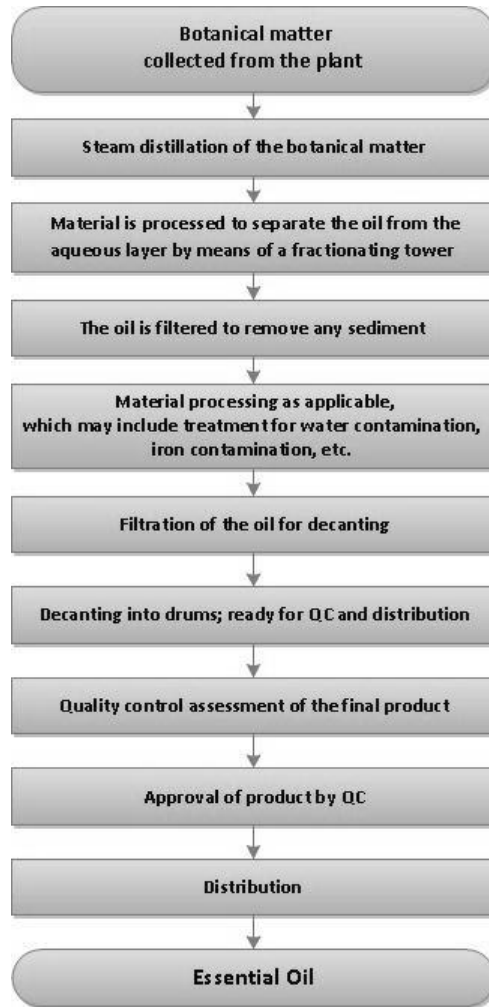 Botanical matter
collected from the plant
Steam distillation of the botanical matter
Material is processed to separate the oil from the
aqueous layer by means of a fractionating tower
The oil is filtered to remove any sediment
Material processing as applicable,
which may include treatment for water contamination,
iron contamination, etc.
Filtration of the oil for decanting
Decanting into drums; ready for QC and distribution
Quality control assessment of the final product
Approval of product by QC
Distribution
Essential Oil